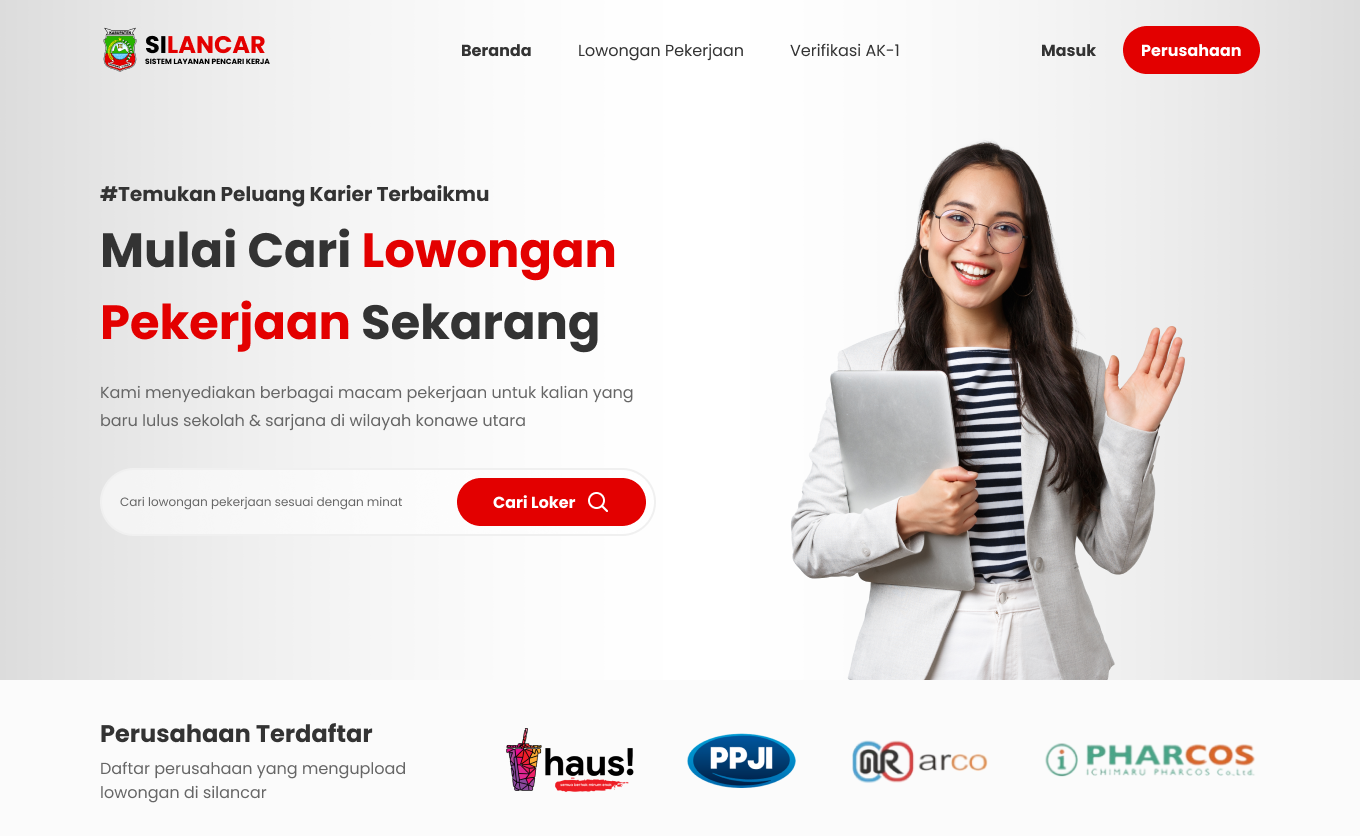 KABUPATEN
SILANCAR
SISTEM LAYANAN PENCARI KERJA
Beranda
Lowongan Pekerjaan
Verifikasi AK-1
Masuk
Perusahaan
#Temukan Peluang Karier Terbaikmu
Mulai Cari Lowongan
Pekerjaan Sekarang
Kami menyediakan berbagai macam pekerjaan untuk kalian yang
baru lulus sekolah & sarjana di wilayah konawe utara
Cari lowongan pekerjaan sesuai dengan minat
Cari Loker
Perusahaan Terdaftar
Daftar perusahaan yang mengupload
lowongan di silancar
haus!
PPJI
AR arco
i PHARCOS
ICHIMARU PHARCOS Co.Ltd.